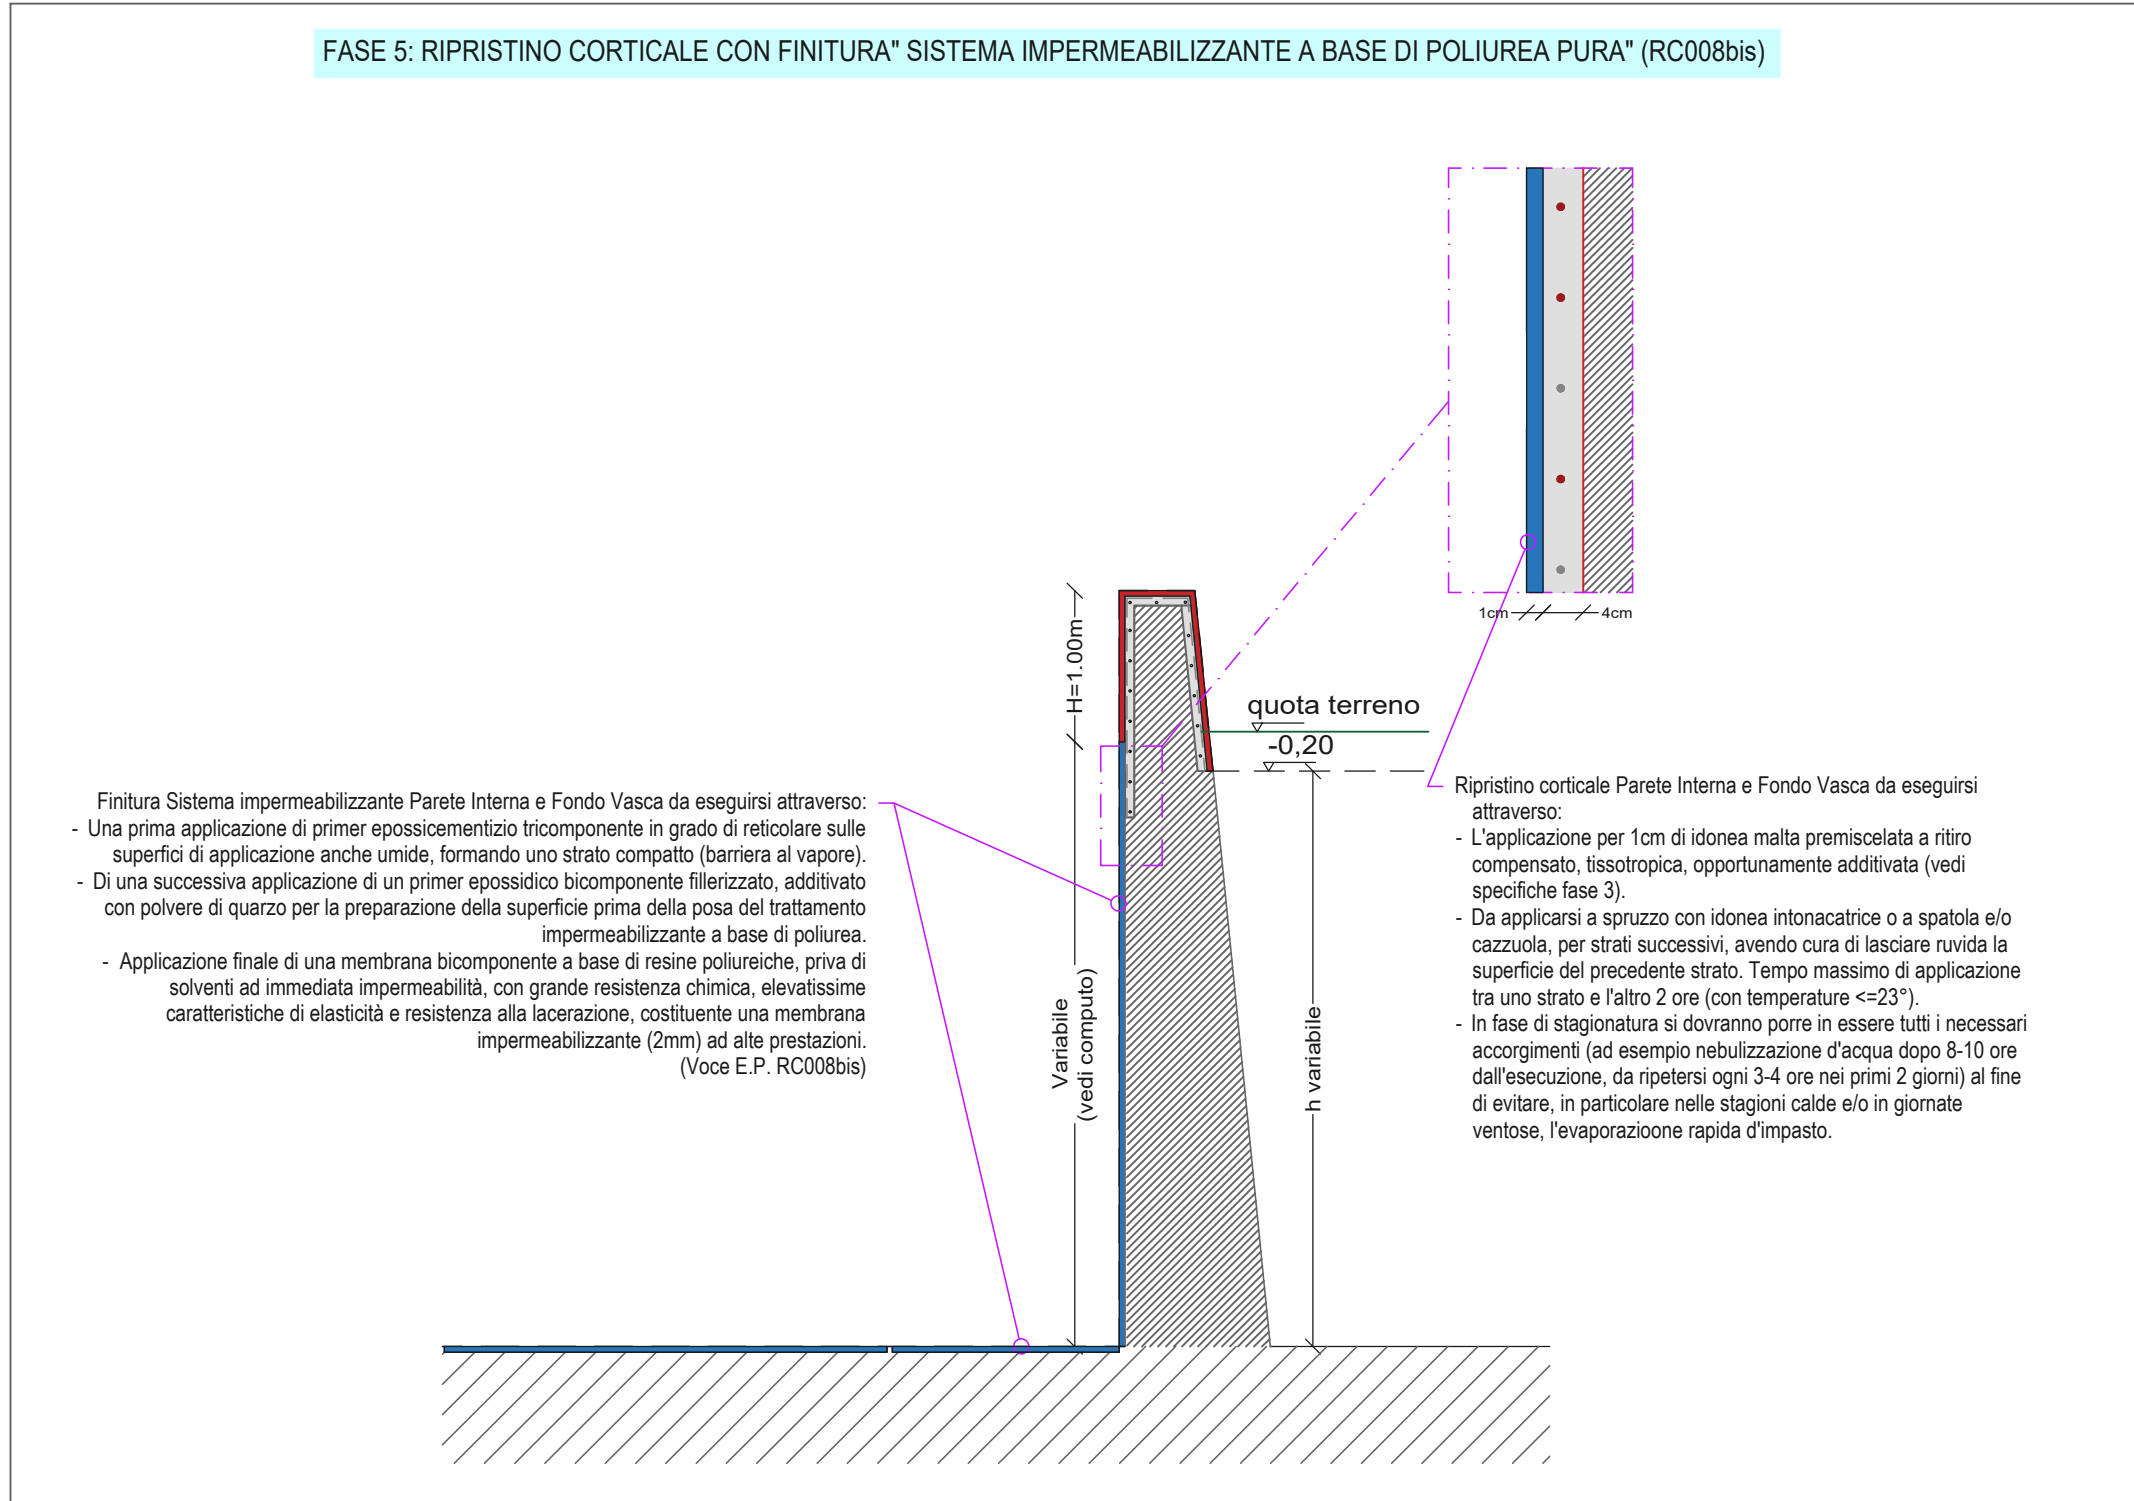 FASE 5: RIPRISTINO CORTICALE CON FINITURA" SISTEMA IMPERMEABILIZZANTE A BASE DI POLIUREA PURA" (RC008bis)
1cm
4cm
H=1.00m
quota terreno
-0,20
Variabile
(vedi computo)
h variabile
Finitura Sistema impermeabilizzante Parete Interna e Fondo Vasca da eseguirsi attraverso:
- Una prima applicazione di primer epossicementizio tricomponente in grado di reticolare sulle
superfici di applicazione anche umide, formando uno strato compatto (barriera al vapore).
- Di una successiva applicazione di un primer epossidico bicomponente fillerizzato, additivato
con polvere di quarzo per la preparazione della superficie prima della posa del trattamento
impermeabilizzante a base di poliurea.
- Applicazione finale di una membrana bicomponente a base di resine poliureiche, priva di
solventi ad immediata impermeabilità, con grande resistenza chimica, elevatissime
caratteristiche di elasticità e resistenza alla lacerazione, costituente una membrana
impermeabilizzante (2mm) ad alte prestazioni.
(Voce E.P. RC008bis)
Ripristino corticale Parete Interna e Fondo Vasca da eseguirsi
attraverso:
- L'applicazione per 1cm di idonea malta premiscelata a ritiro
compensato, tissotropica, opportunamente additivata (vedi
specifiche fase 3).
- Da applicarsi a spruzzo con idonea intonacatrice o a spatola e/o
cazzuola, per strati successivi, avendo cura di lasciare ruvida la
superficie del precedente strato. Tempo massimo di applicazione
tra uno strato e l'altro 2 ore (con temperature <=23°).
- In fase di stagionatura si dovranno porre in essere tutti i necessari
accorgimenti (ad esempio nebulizzazione d'acqua dopo 8-10 ore
dall'esecuzione, da ripetersi ogni 3-4 ore nei primi 2 giorni) al fine
di evitare, in particolare nelle stagioni calde e/o in giornate
ventose, l'evaporazioone rapida d'impasto.